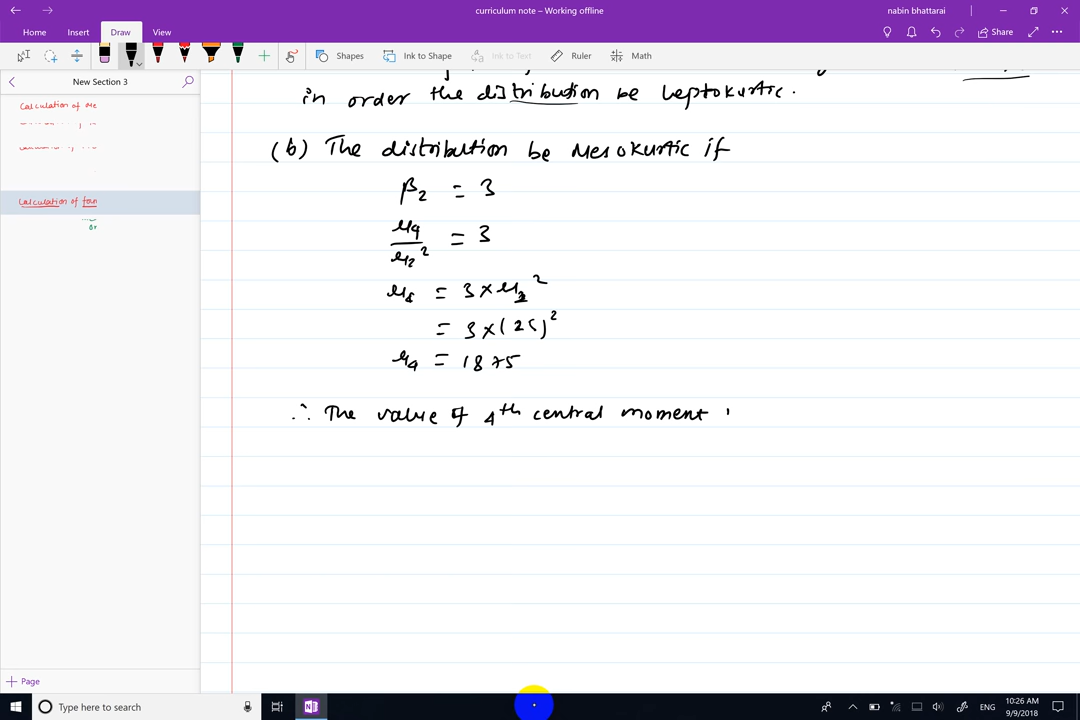 curriculum note – Working offline
nabin bhattarai
Home Insert Draw View
Share
Shapes Ink to Shape Ink to Text Ruler Math
New Section 3
Calculation of
Calculation of
+ Page
in order the distribution be Leptokurtic.
(b) The distribution be Mesokurtic if
β₂ = 3
μ₄/μ₂² = 3
μ₄ = 3 × μ₂²
= 3 × (25)²
μ₄ = 1875
∴ The value of 4th central moment
Type here to search
ENG
10:26 AM
9/9/2018